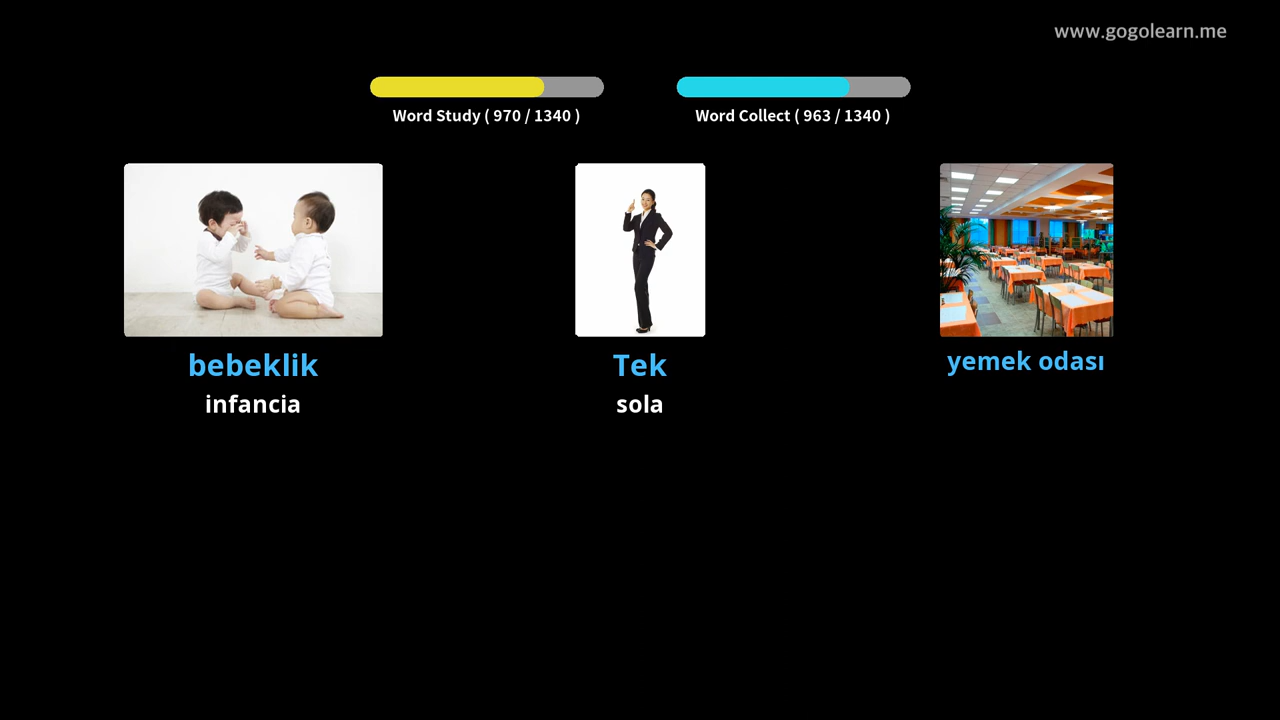 www.gogolearn.me
Word Study ( 970 / 1340 )
Word Collect ( 963 / 1340 )
bebeklik
infancia
Tek
sola
yemek odası